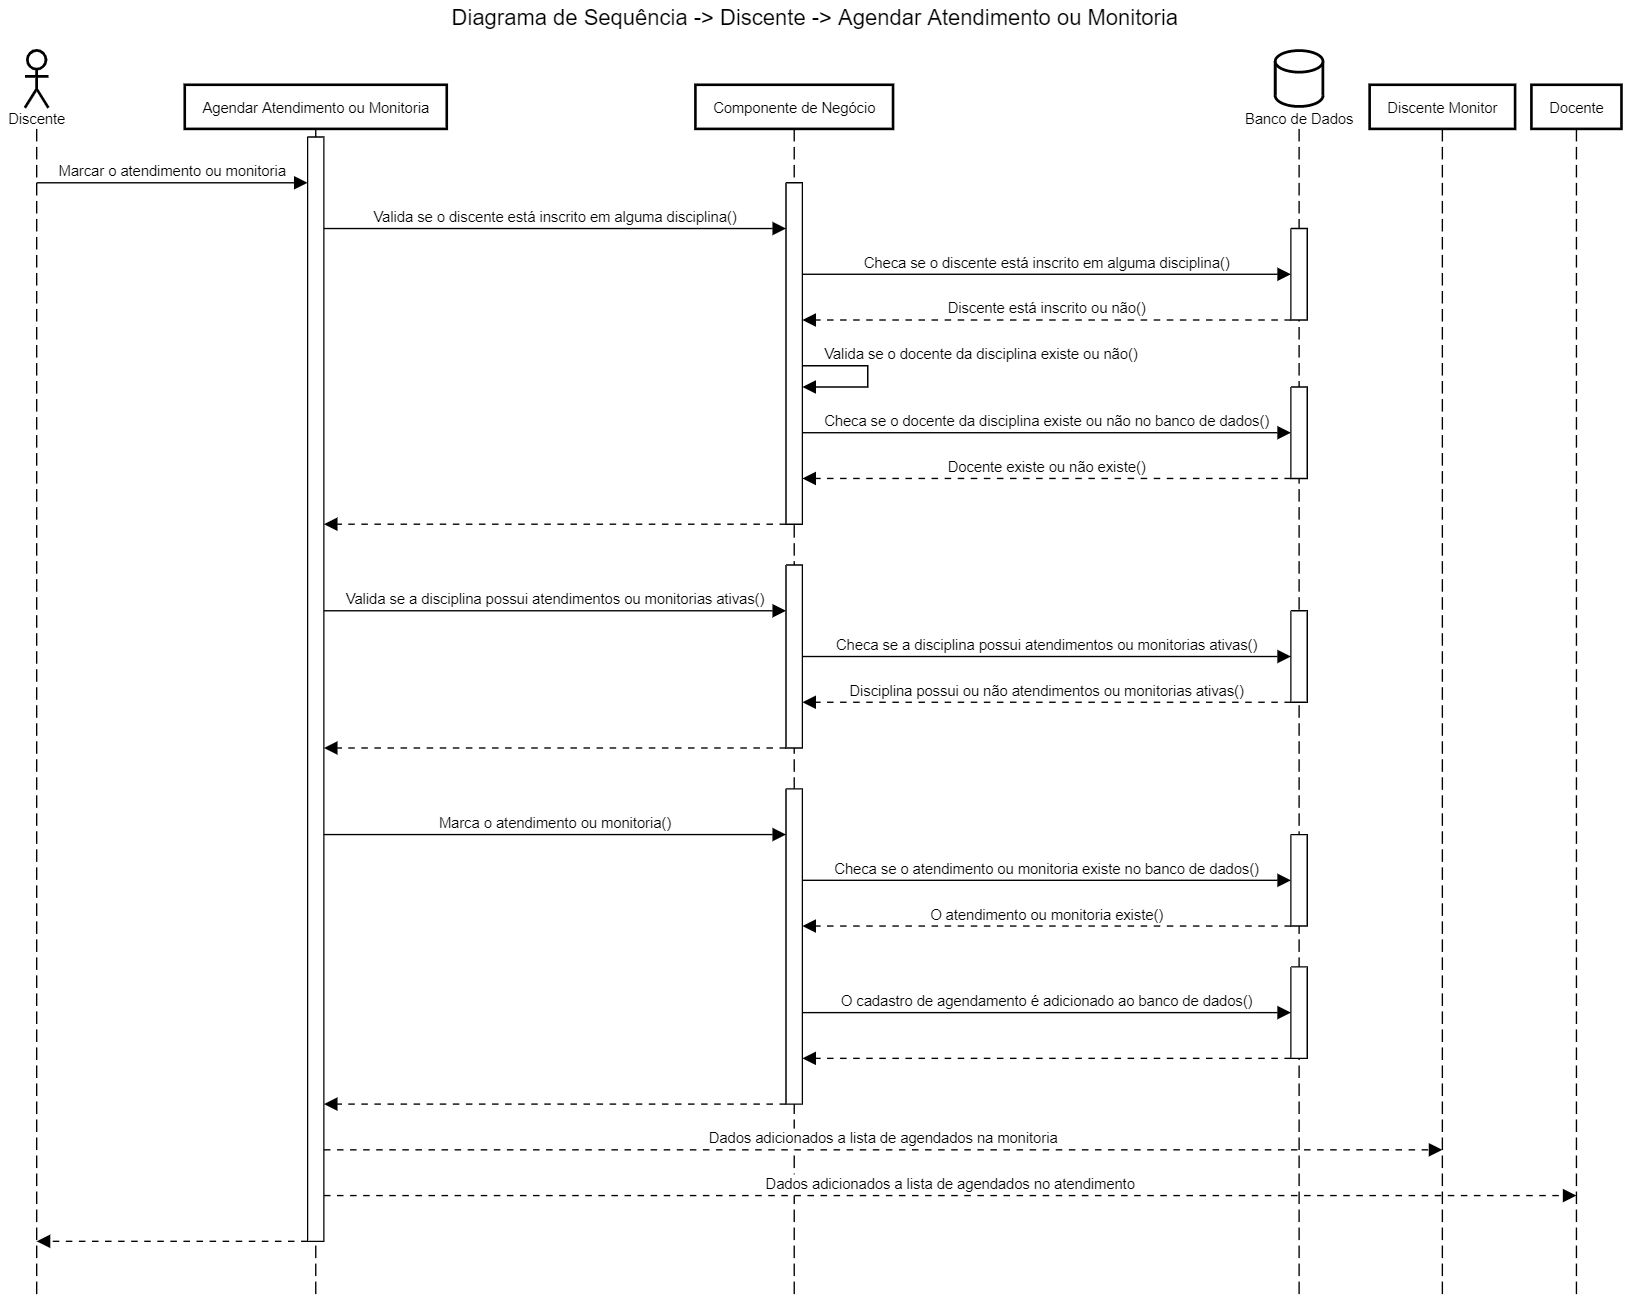 Diagrama de Sequência -> Discente -> Agendar Atendimento ou Monitoria
Discente
Agendar Atendimento ou Monitoria
Componente de Negócio
Banco de Dados
Discente Monitor
Docente
Marcar o atendimento ou monitoria
Valida se o discente está inscrito em alguma disciplina()
Checa se o discente está inscrito em alguma disciplina()
Discente está inscrito ou não()
Valida se o docente da disciplina existe ou não()
Checa se o docente da disciplina existe ou não no banco de dados()
Docente existe ou não existe()
Valida se a disciplina possui atendimentos ou monitorias ativas()
Checa se a disciplina possui atendimentos ou monitorias ativas()
Disciplina possui ou não atendimentos ou monitorias ativas()
Marca o atendimento ou monitoria()
Checa se o atendimento ou monitoria existe no banco de dados()
O atendimento ou monitoria existe()
O cadastro de agendamento é adicionado ao banco de dados()
Dados adicionados a lista de agendados na monitoria
Dados adicionados a lista de agendados no atendimento